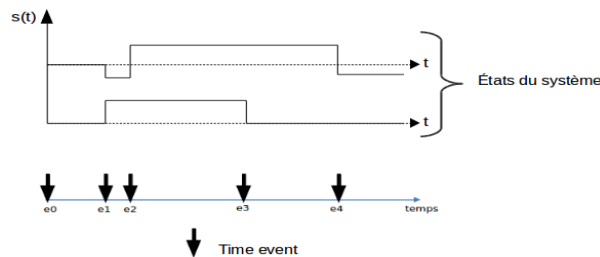 s(t)
t
États du système
t
e0 e1 e2 e3 e4 temps
Time event